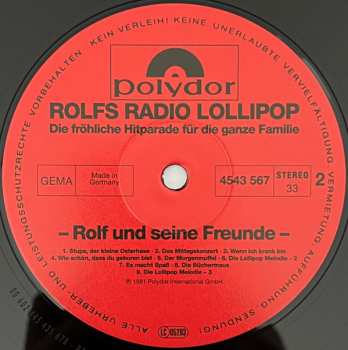 ALLE URHEBER- UND LEISTUNGSSCHUTZRECHTE VORBEHALTEN · KEIN VERLEIH! KEINE UNERLAUBTE VERVIELFÄLTIGUNG, VERMIETUNG, AUFFÜHRUNG, SENDUNG!
polydor
ROLFS RADIO LOLLIPOP
Die fröhliche Hitparade für die ganze Familie
GEMA
Made in
Germany
4543 567
STEREO
33
2
– Rolf und seine Freunde –
1. Stups, der kleine Osterhase · 2. Das Mittagskonzert · 3. Wenn ich krank bin
4. Wie schön, dass du geboren bist · 5. Der Morgenmuffel · 6. Die Lollipop Melodie - 2
7. Es macht Spaß · 8. Die Büchermaus
9. Die Lollipop Melodie - 3
℗ 1981 Polydor International GmbH.
LC 0528